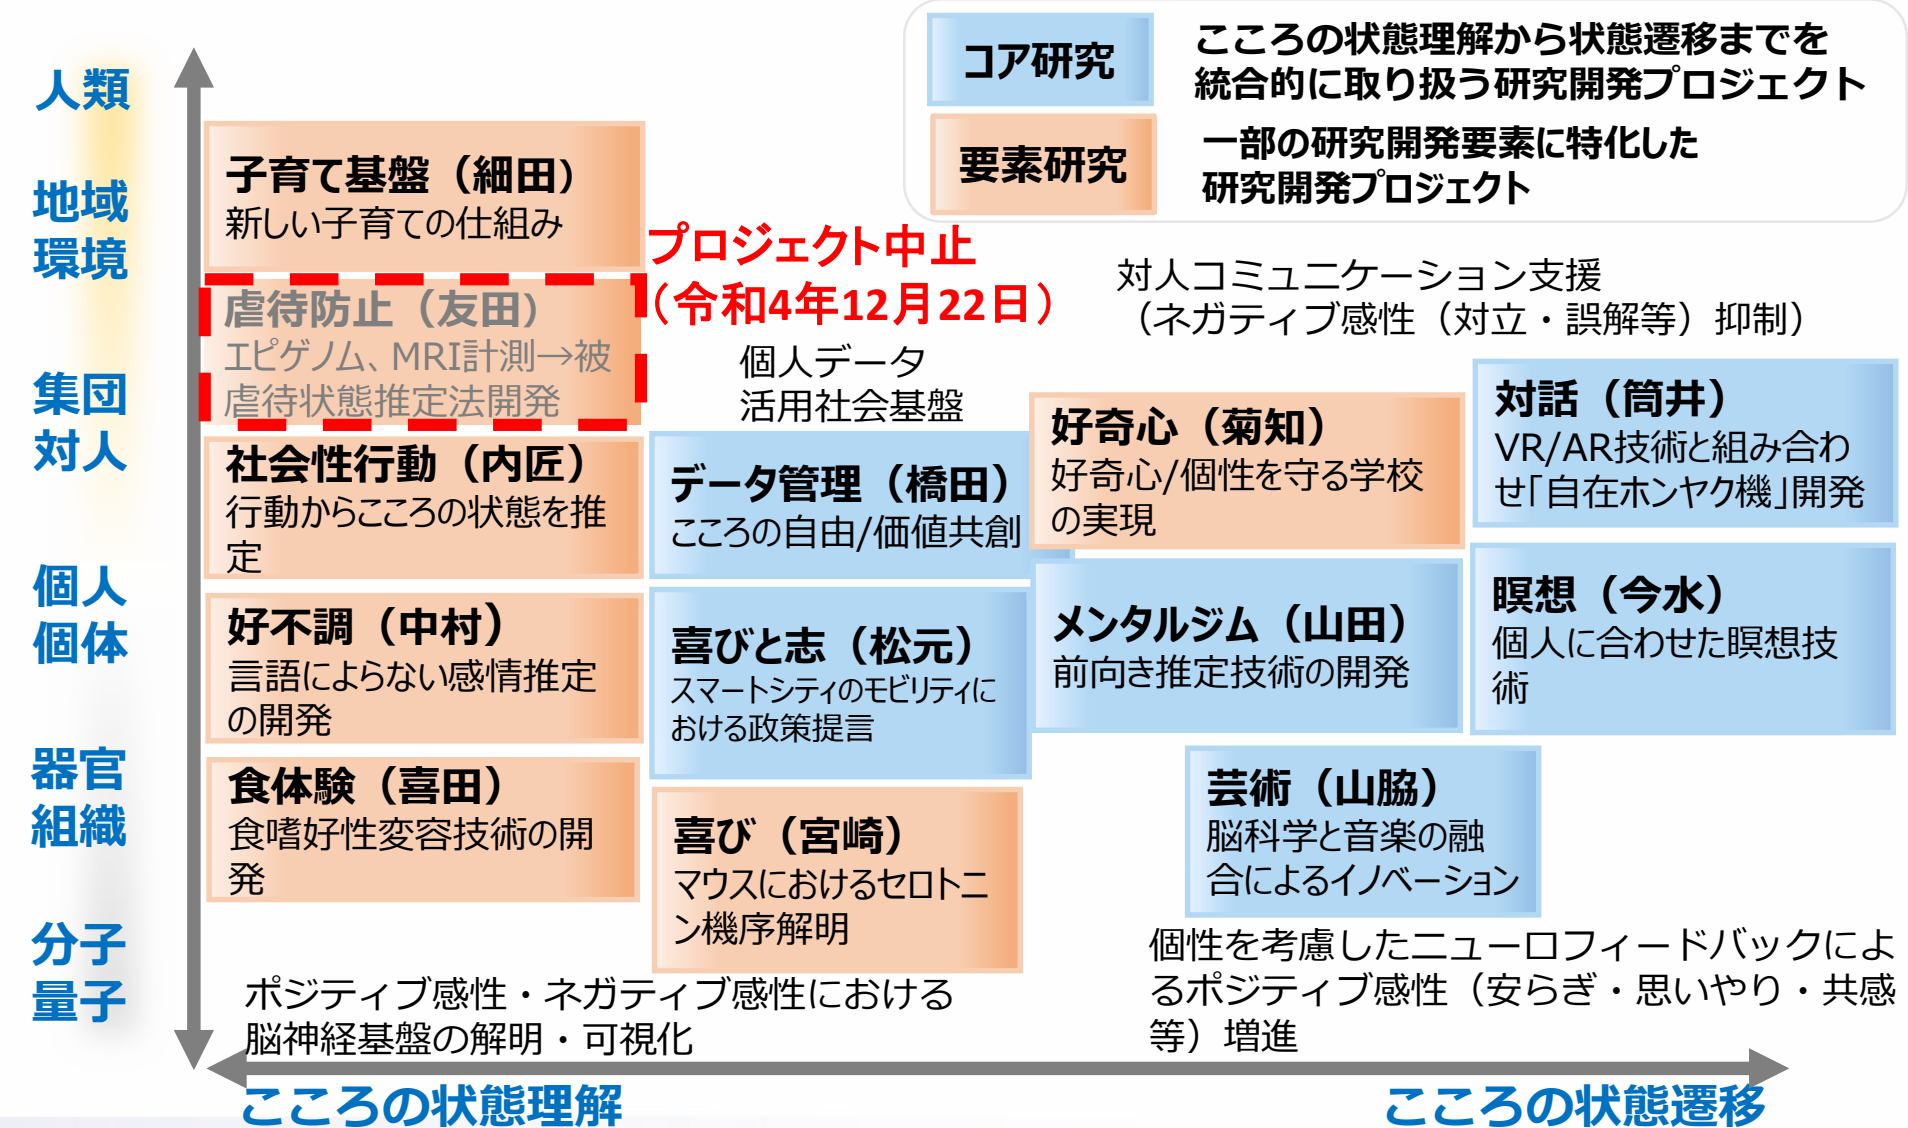 コア研究
こころの状態理解から状態遷移までを
統合的に取り扱う研究開発プロジェクト
要素研究
一部の研究開発要素に特化した
研究開発プロジェクト
人類
地域
環境
集団
対人
個人
個体
器官
組織
分子
量子
子育て基盤（細田）
新しい子育ての仕組み
プロジェクト中止
（令和4年12月22日）
虐待防止（友田）
エピゲノム、MRI計測→被
虐待状態推定法開発
社会性行動（内匠）
行動からこころの状態を推
定
好不調（中村）
言語によらない感情推定
の開発
食体験（喜田）
食嗜好性変容技術の開
発
個人データ
活用社会基盤
データ管理（橋田）
こころの自由/価値共創
喜びと志（松元）
スマートシティのモビリティに
おける政策提言
喜び（宮崎）
マウスにおけるセロトニ
ン機序解明
対人コミュニケーション支援
（ネガティブ感性（対立・誤解等）抑制）
好奇心（菊知）
好奇心/個性を守る学校
の実現
対話（筒井）
VR/AR技術と組み合わ
せ「自在ホンヤク機」開発
メンタルジム（山田）
前向き推定技術の開発
瞑想（今水）
個人に合わせた瞑想技
術
芸術（山脇）
脳科学と音楽の融
合によるイノベーション
ポジティブ感性・ネガティブ感性における
脳神経基盤の解明・可視化
個性を考慮したニューロフィードバックによ
るポジティブ感性（安らぎ・思いやり・共感
等）増進
こころの状態理解
こころの状態遷移